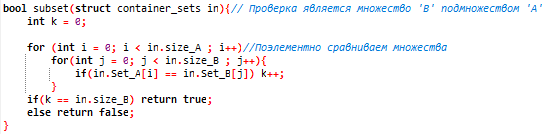 bool subset(struct container_sets in){// Проверка является множество 'B' подмножеством 'A'
int k = 0;
for (int i = 0; i < in.size_A ; i++)//Поелементно сравниваем множества
for(int j = 0; j < in.size_B ; j++){
if(in.Set_A[i] == in.Set_B[j]) k++;
}
if(k == in.size_B) return true;
else return false;
}